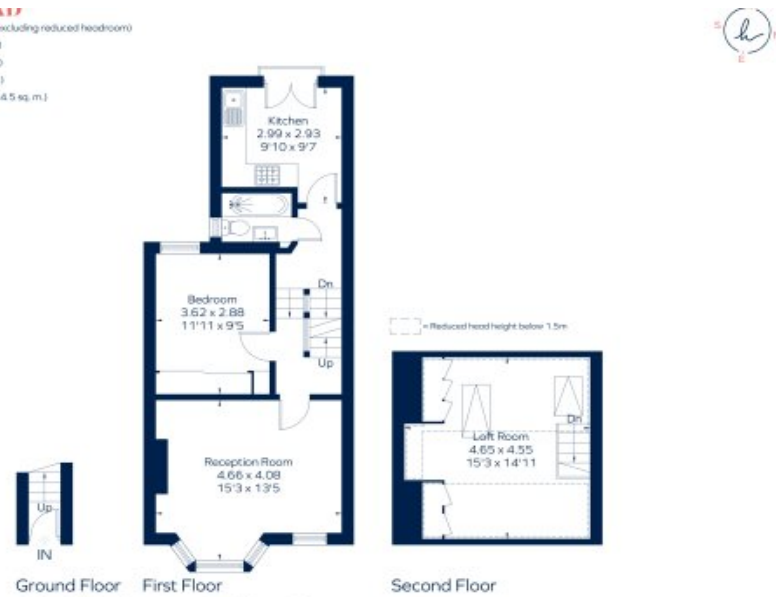 excluding reduced headroom)
4.5 sq. m.)
S
E
Kitchen
2.99 x 2.93
9'10 x 9'7
Dn
Bedroom
3.62 x 2.88
11'11 x 9'5
Up
= Reduced head height below 1.5m
Reception Room
4.66 x 4.08
15'3 x 13'5
Loft Room
4.65 x 4.55
15'3 x 14'11
Dn
Up
IN
Ground Floor
First Floor
Second Floor